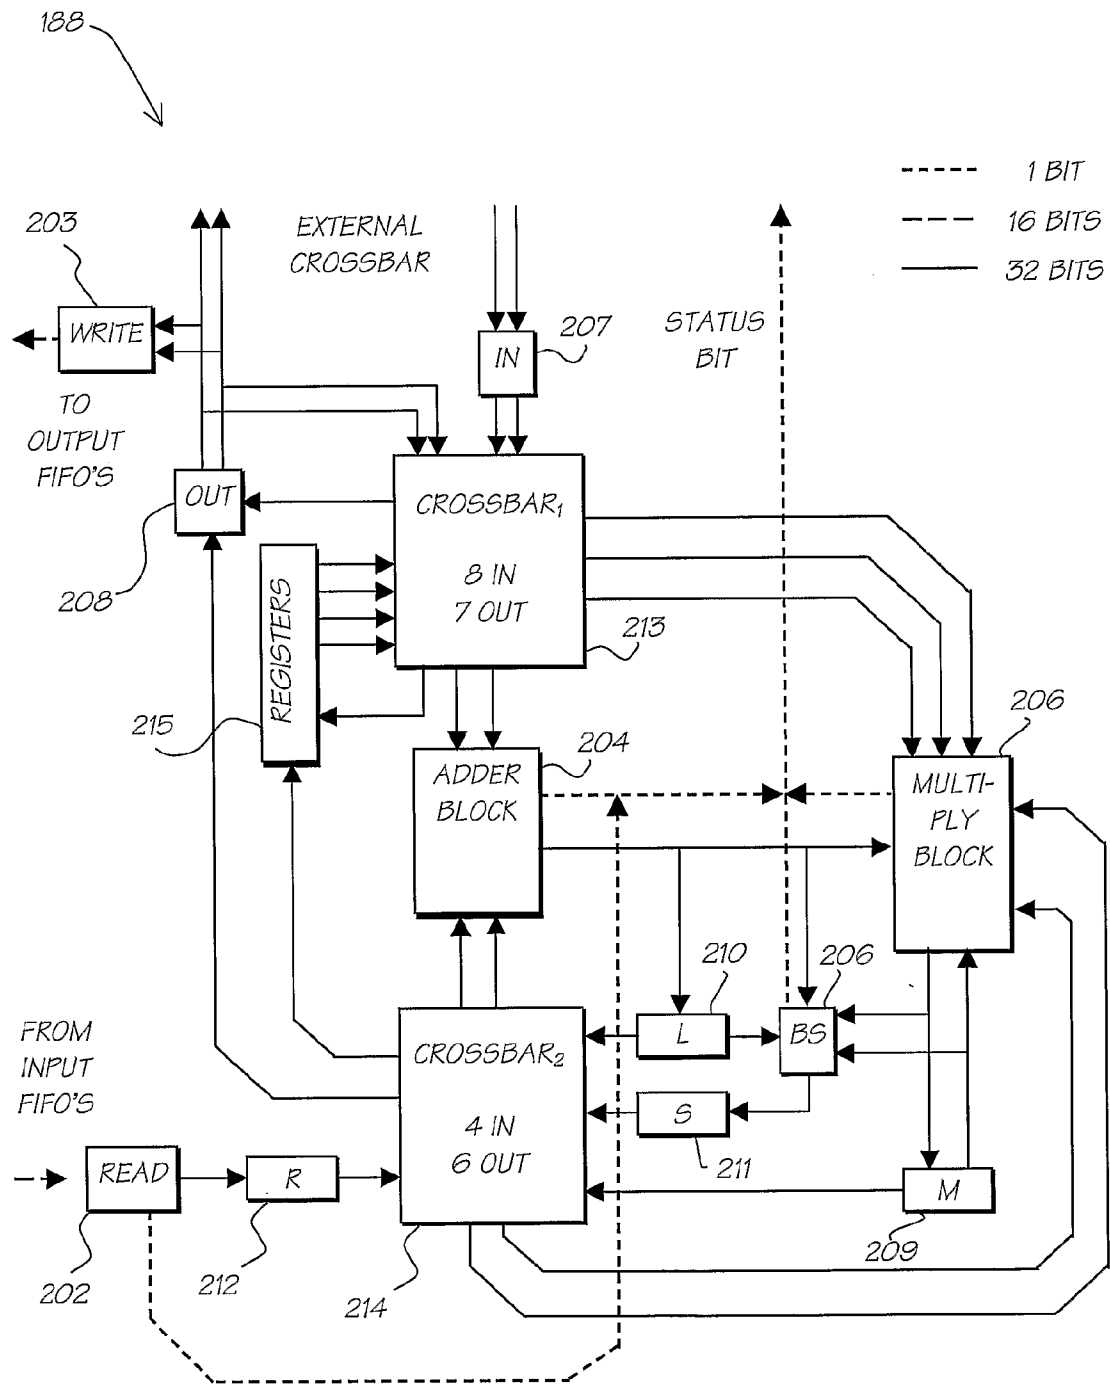 188
1 BIT
16 BITS
32 BITS
203
EXTERNAL
CROSSBAR
WRITE
207
STATUS
BIT
IN
TO
OUTPUT
FIFO'S
OUT
CROSSBAR1
8 IN
7 OUT
208
REGISTERS
213
215
206
204
ADDER
BLOCK
MULTI-
PLY
BLOCK
210
206
FROM
INPUT
FIFO'S
CROSSBAR2
L
BS
4 IN
6 OUT
S
211
READ
R
M
209
202
212
214